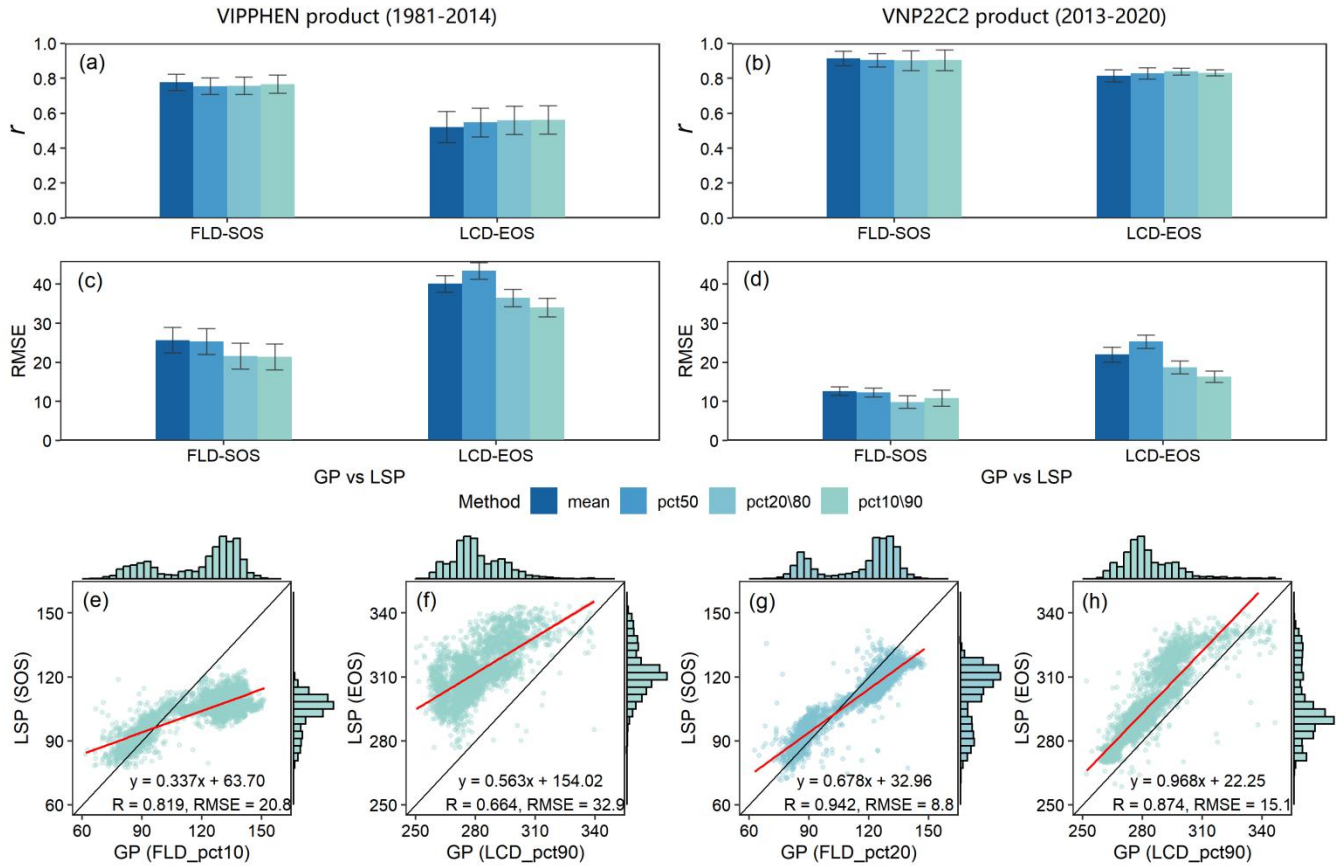 VIPPHEN product (1981-2014)
VNP22C2 product (2013-2020)
(a)
1.0
0.8
0.6
0.4
0.2
0.0
r
FLD-SOS
LCD-EOS
(b)
1.0
0.8
0.6
0.4
0.2
0.0
r
FLD-SOS
LCD-EOS
(c)
40
30
20
10
0
RMSE
FLD-SOS
LCD-EOS
(d)
40
30
20
10
0
RMSE
FLD-SOS
LCD-EOS
GP vs LSP
GP vs LSP
Method mean pct50 pct20\80 pct10\90
(e)
150
120
90
60
LSP (SOS)
y = 0.337x + 63.70
R = 0.819, RMSE = 20.8
60 90 120 150
GP (FLD_pct10)
(f)
340
310
280
250
LSP (EOS)
y = 0.563x + 154.02
R = 0.664, RMSE = 32.9
250 280 310 340
GP (LCD_pct90)
(g)
150
120
90
60
LSP (SOS)
y = 0.678x + 32.96
R = 0.942, RMSE = 8.8
60 90 120 150
GP (FLD_pct20)
(h)
340
310
280
250
LSP (EOS)
y = 0.968x + 22.25
R = 0.874, RMSE = 15.1
250 280 310 340
GP (LCD_pct90)